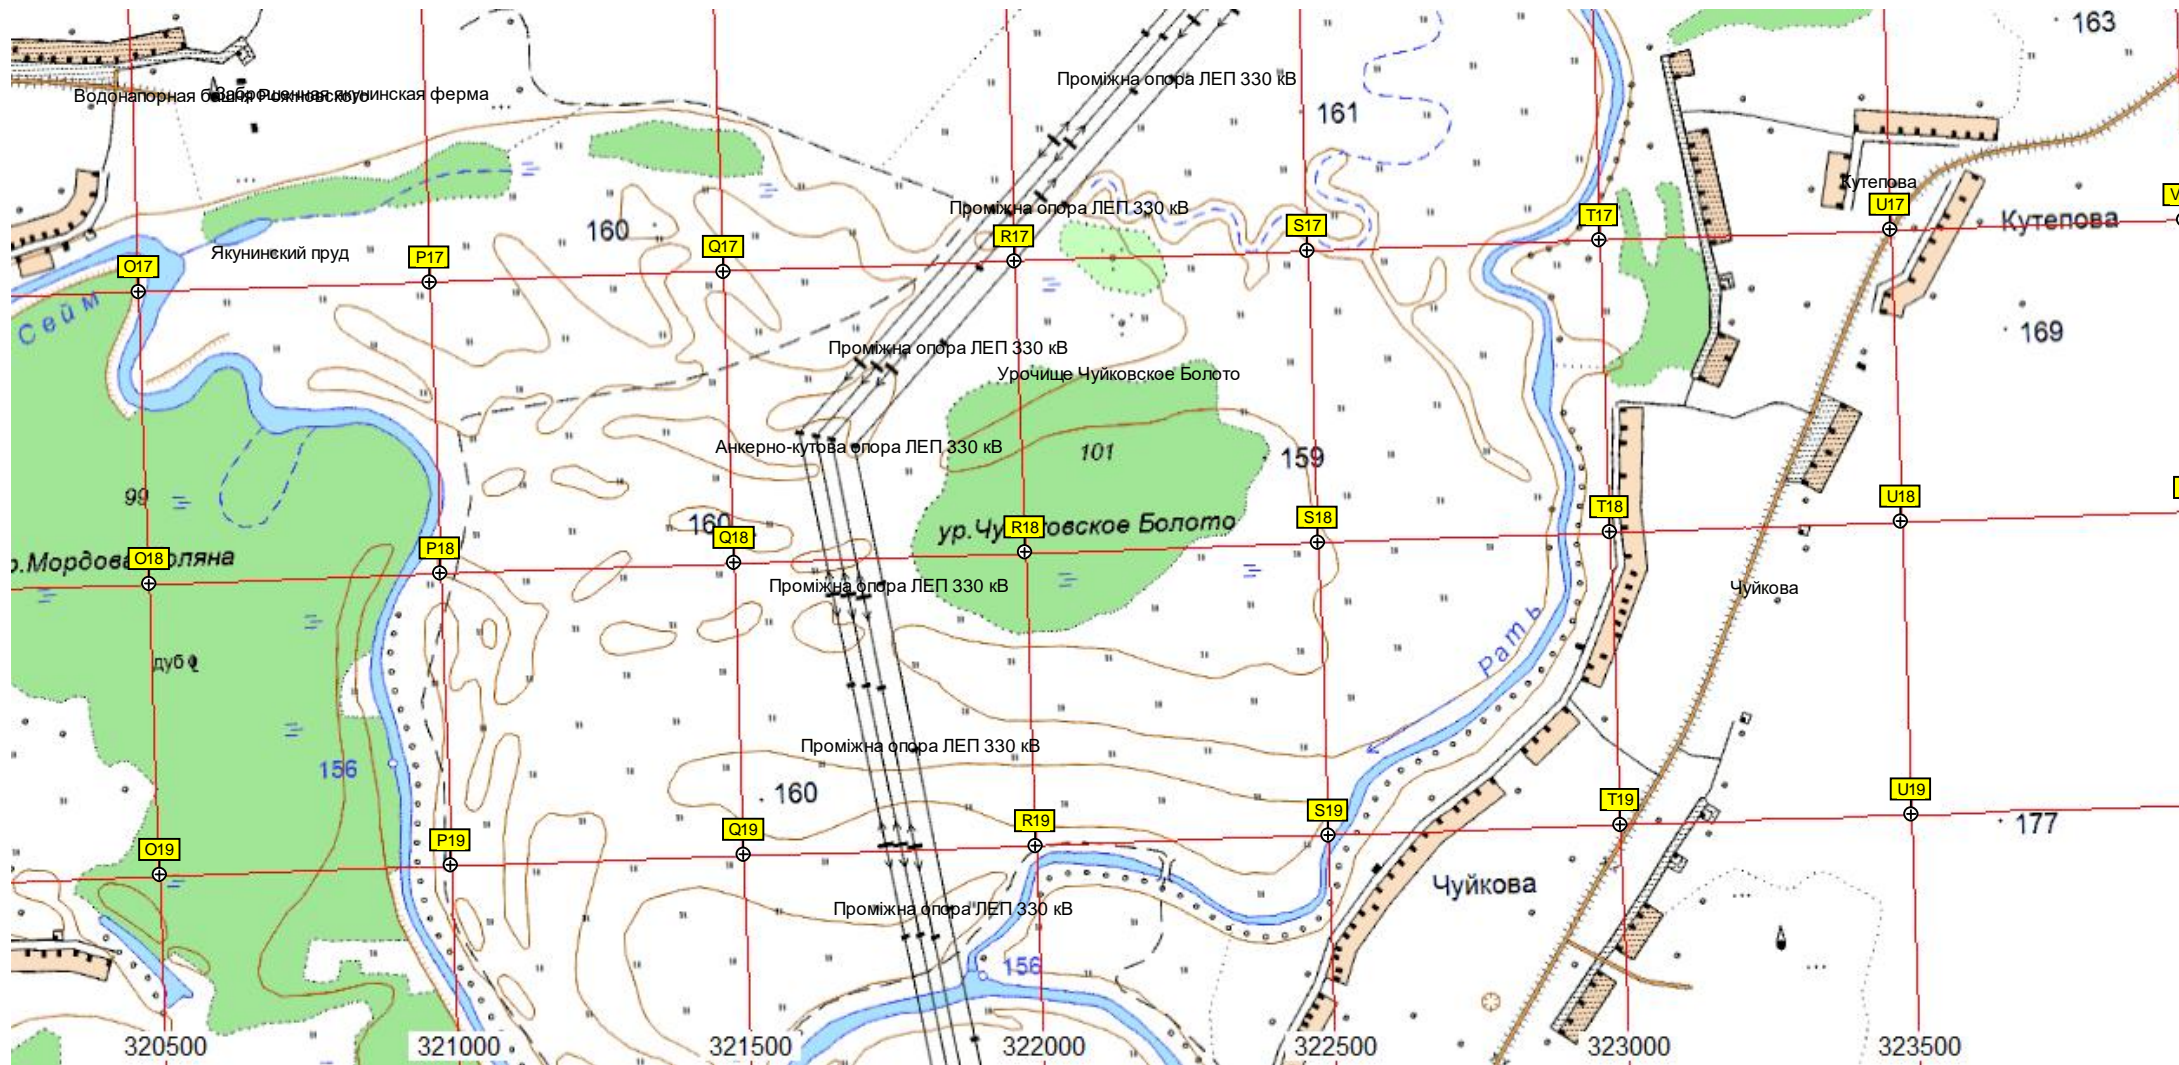 163
Проміжна опора ЛЕП 330 кВ
Водонапорная башня Рожновского
Заброшенная якунинская ферма
161
Кутепова
Проміжна опора ЛЕП 330 кВ
V
U17
T17
Кутепова
160
S17
R17
Q17
P17
Якунинский пруд
O17
Сейм
169
Проміжна опора ЛЕП 330 кВ
Урочище Чуйковское Болото
Анкерно-кутова опора ЛЕП 330 кВ
101
159
99
U18
T18
S18
160
ур.Чу
R18
овское Болото
Q18
P18
O18
оляна
Проміжна опора ЛЕП 330 кВ
Чуйкова
Рать
дуб
Проміжна опора ЛЕП 330 кВ
156
160
U19
T19
S19
R19
Q19
P19
O19
177
Чуйкова
Проміжна опора ЛЕП 330 кВ
156
320500
321000
321500
322000
322500
323000
323500